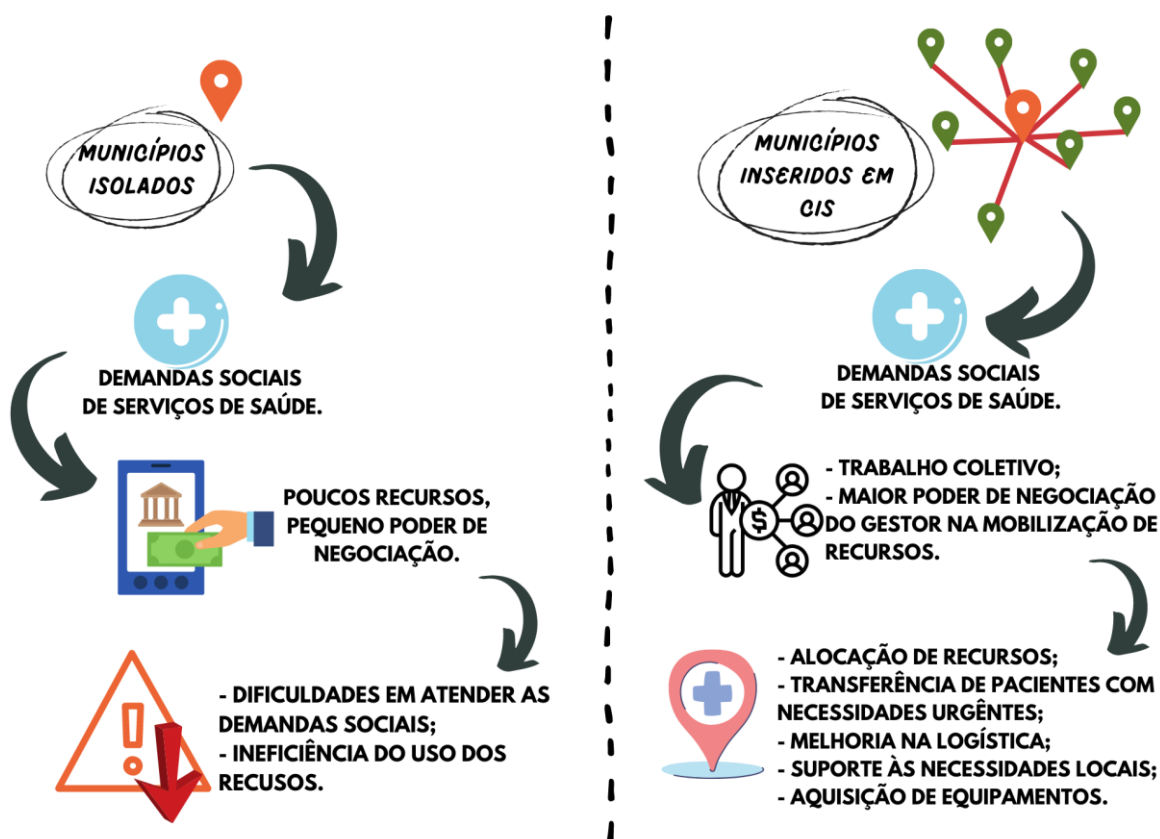 MUNICÍPIOS
ISOLADOS
DEMANDAS SOCIAIS
DE SERVIÇOS DE SAÚDE.
POUCOS RECURSOS,
PEQUENO PODER DE
NEGOCIAÇÃO.
- DIFICULDADES EM ATENDER AS
DEMANDAS SOCIAIS;
- INEFICIÊNCIA DO USO DOS
RECUSOS.
MUNICÍPIOS
INSERIDOS EM
CIS
DEMANDAS SOCIAIS
DE SERVIÇOS DE SAÚDE.
$
- TRABALHO COLETIVO;
- MAIOR PODER DE NEGOCIAÇÃO
DO GESTOR NA MOBILIZAÇÃO DE
RECURSOS.
- ALOCAÇÃO DE RECURSOS;
- TRANSFERÊNCIA DE PACIENTES COM
NECESSIDADES URGÊNTES;
- MELHORIA NA LOGÍSTICA;
- SUPORTE ÀS NECESSIDADES LOCAIS;
- AQUISIÇÃO DE EQUIPAMENTOS.